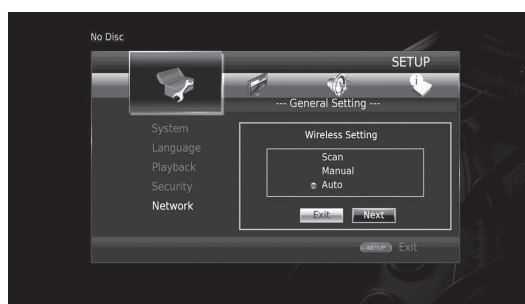 No Disc
SETUP
--- General Setting ---
System
Language
Playback
Security
Network
Wireless Setting
Scan
Manual
Auto
Exit Next
SETUP Exit